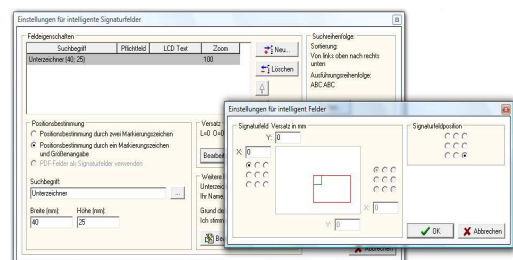 Einstellungen für intelligente Signaturfelder
Feldeigenschaften
Suchbegriff Pflichtfeld LCD Text Zoom
Unterzeichner (40; 25) 100
Neu...
Löschen
Suchreihenfolge:
Sortierung:
Von links oben nach rechts
unten
Ausführungsreihenfolge:
ABC ABC
Positionsbestimmung
Positionsbestimmung durch zwei Markierungszeichen
Positionsbestimmung durch ein Markierungszeichen
und Größenangabe
PDF-Felder als Signaturfelder verwenden
Suchbegriff:
Unterzeichner
...
Breite (mm): Höhe (mm):
40 25
Versatz
L=0 O=0
Bearbeit
Weitere
Unterzeic
Ihr Name
Grund de
Ich stimm
Be
Abbrechen
Einstellungen für intelligent Felder
Signaturfeld Versatz in mm
Y: 0
X: 0
X: 0
Y: 0
Signaturfeldposition
OK
Abbrechen